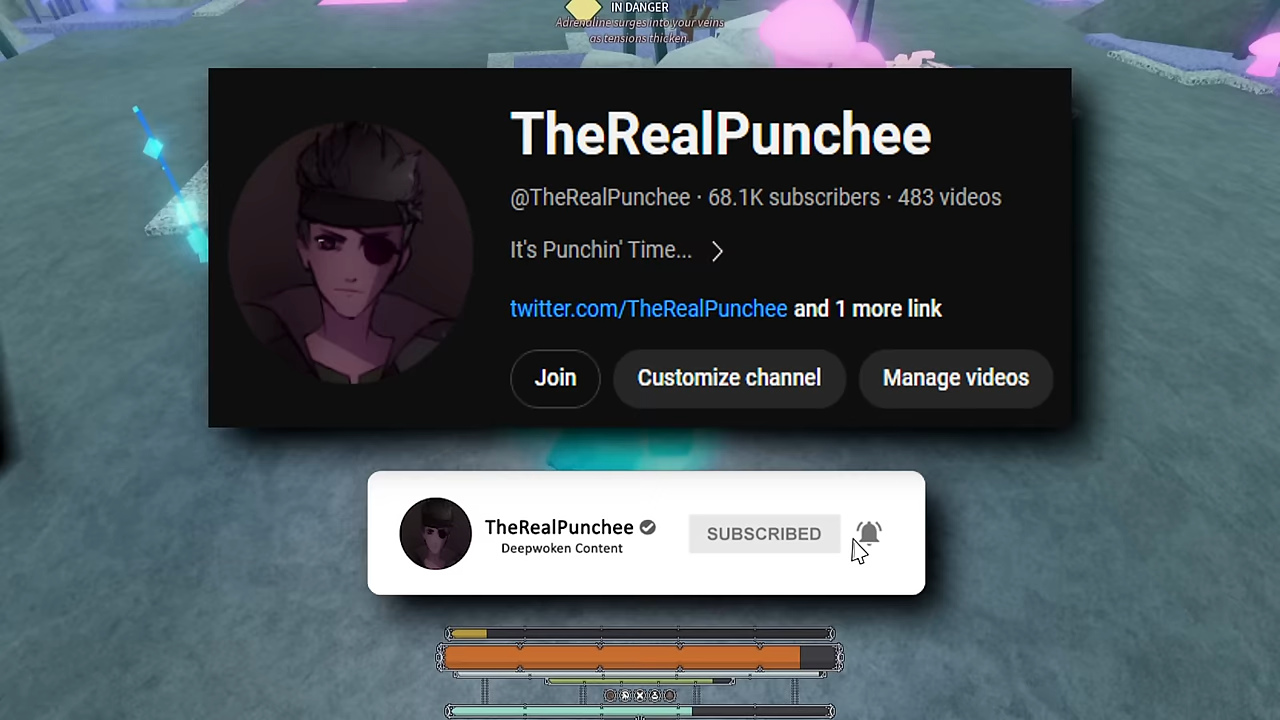 IN DANGER
Adrenaline surges into your veins
as tensions thicken..
TheRealPunchee
@TheRealPunchee · 68.1K subscribers · 483 videos
It's Punchin' Time...
twitter.com/TheRealPunchee and 1 more link
Join Customize channel Manage videos
TheRealPunchee
Deepwoken Content
SUBSCRIBED